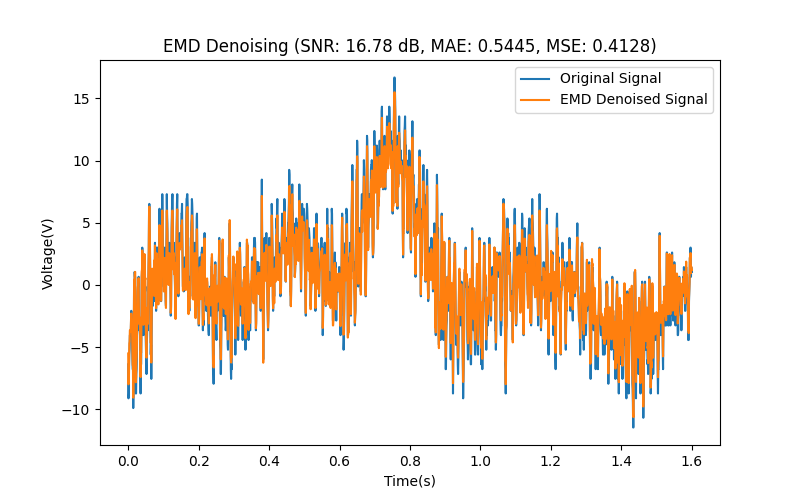 EMD Denoising (SNR: 16.78 dB, MAE: 0.5445, MSE: 0.4128)
Original Signal
EMD Denoised Signal
Voltage(V)
15
10
5
0
−5
−10
0.0 0.2 0.4 0.6 0.8 1.0 1.2 1.4 1.6
Time(s)